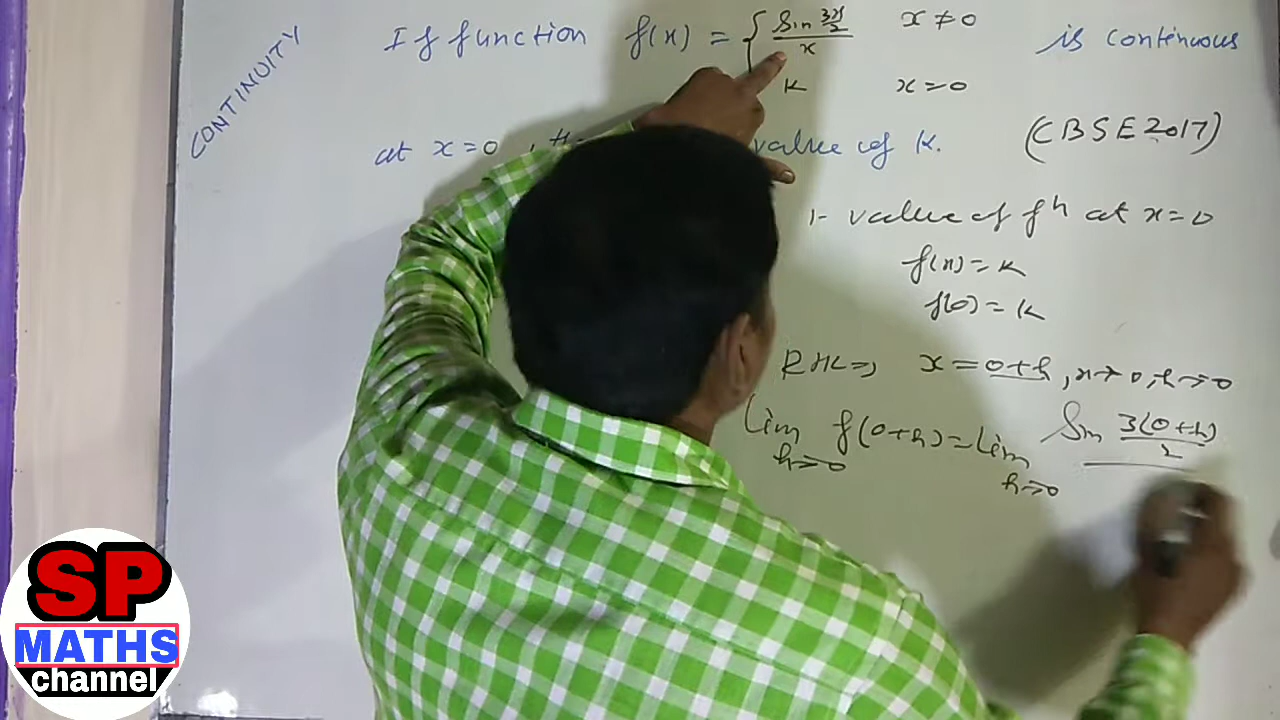 CONTINUITY
If function f(x) = { sin 3x/2 / x x ≠ 0 is continuous
k x = 0
at x = 0 , value of k.
(CBSE 2017)
:- value of fn at x = 0
f(x) = k
f(0) = k
RHL ⇒, x = 0+h , x→0, h→0
Lim h→0 f(0+h) = Lim h→0 Sin 3(0+h)/2
SP
MATHS
channel